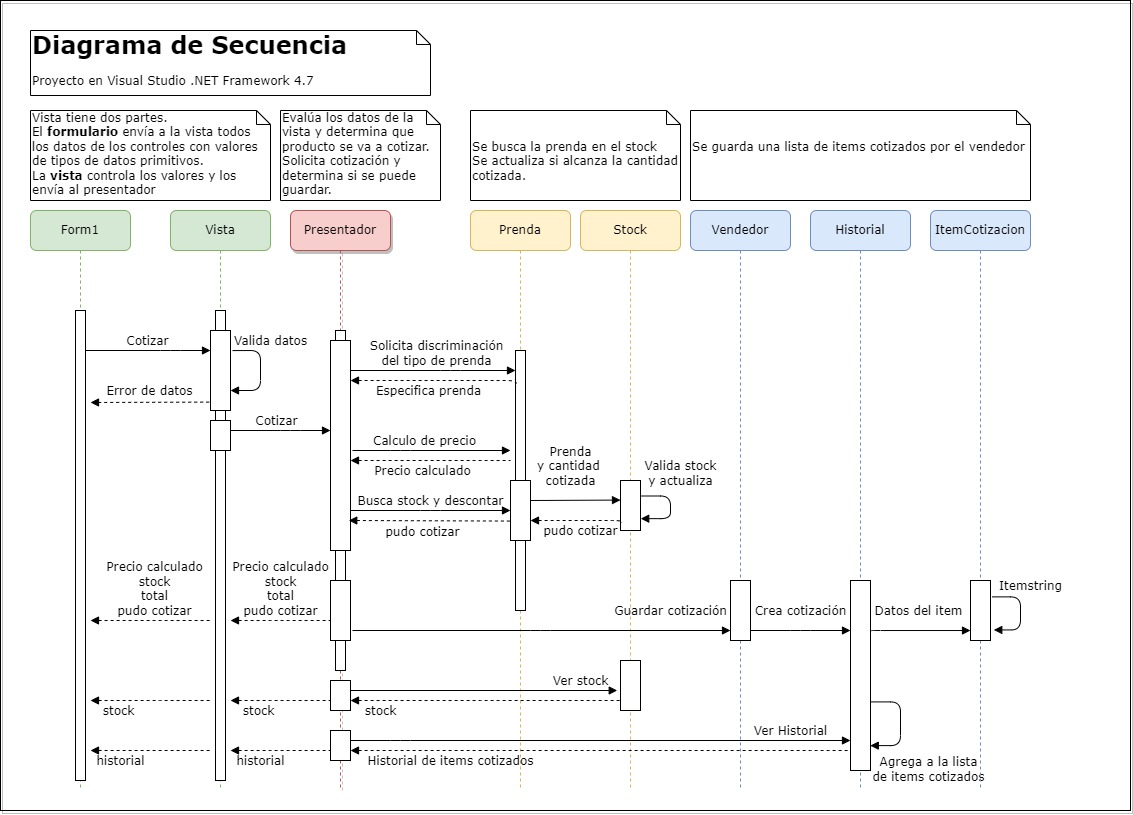 Diagrama de Secuencia
Proyecto en Visual Studio .NET Framework 4.7
Vista tiene dos partes.
El formulario envía a la vista todos
los datos de los controles con valores
de tipos de datos primitivos.
La vista controla los valores y los
envía al presentador
Evalúa los datos de la
vista y determina que
producto se va a cotizar.
Solicita cotización y
determina si se puede
guardar.
Se busca la prenda en el stock
Se actualiza si alcanza la cantidad
cotizada.
Se guarda una lista de items cotizados por el vendedor
Form1
Vista
Presentador
Prenda
Stock
Vendedor
Historial
ItemCotizacion
Cotizar
Valida datos
Solicita discriminación
del tipo de prenda
Error de datos
Especifica prenda
Cotizar
Calculo de precio
Precio calculado
Prenda
y cantidad
cotizada
Valida stock
y actualiza
Busca stock y descontar
pudo cotizar
pudo cotizar
Precio calculado
stock
total
pudo cotizar
Precio calculado
stock
total
pudo cotizar
Itemstring
Guardar cotización
Crea cotización
Datos del item
Ver stock
stock
stock
stock
Ver Historial
historial
historial
Historial de items cotizados
Agrega a la lista
de items cotizados